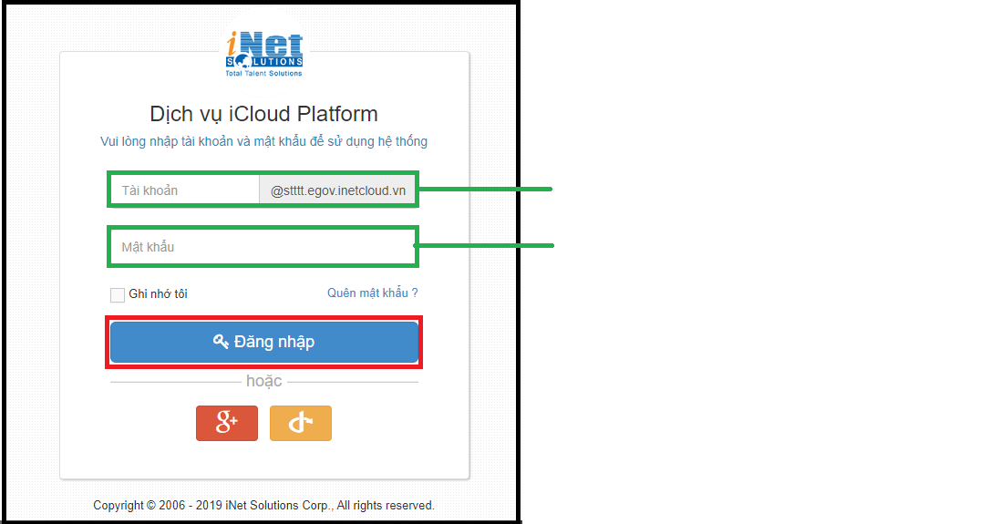 iNet
SOLUTIONS
Total Talent Solutions
Dịch vụ iCloud Platform
Vui lòng nhập tài khoản và mật khẩu để sử dụng hệ thống
Tài khoản @stttt.egov.inetcloud.vn
Mật khẩu
Ghi nhớ tôi Quên mật khẩu ?
Đăng nhập
hoặc
g+
Copyright © 2006 - 2019 iNet Solutions Corp., All rights reserved.